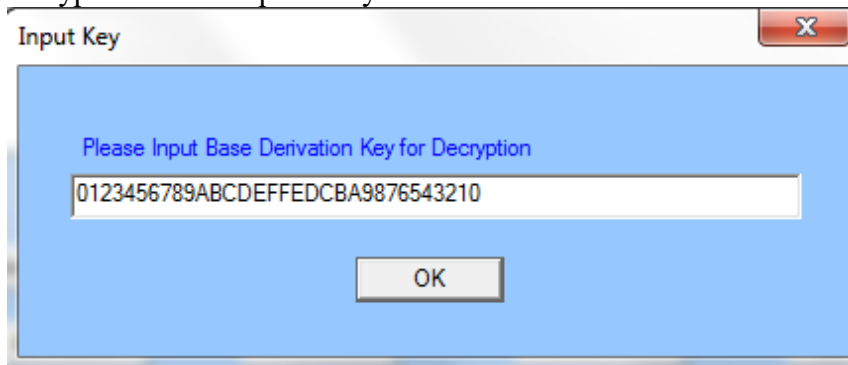 Input Key
Please Input Base Derivation Key for Decryption
0123456789ABCDEFFEDCBA9876543210
OK